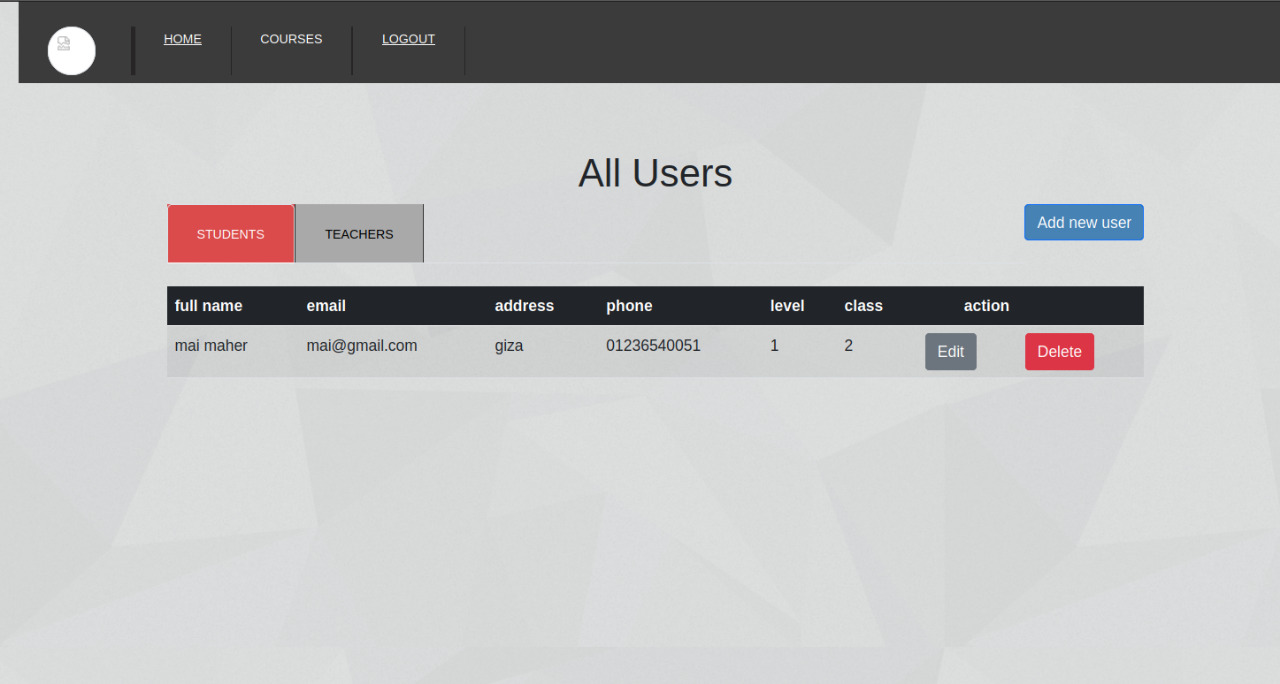 HOME COURSES LOGOUT
All Users
STUDENTS TEACHERS Add new user
full name email address phone level class action
mai maher mai@gmail.com giza 01236540051 1 2 Edit Delete